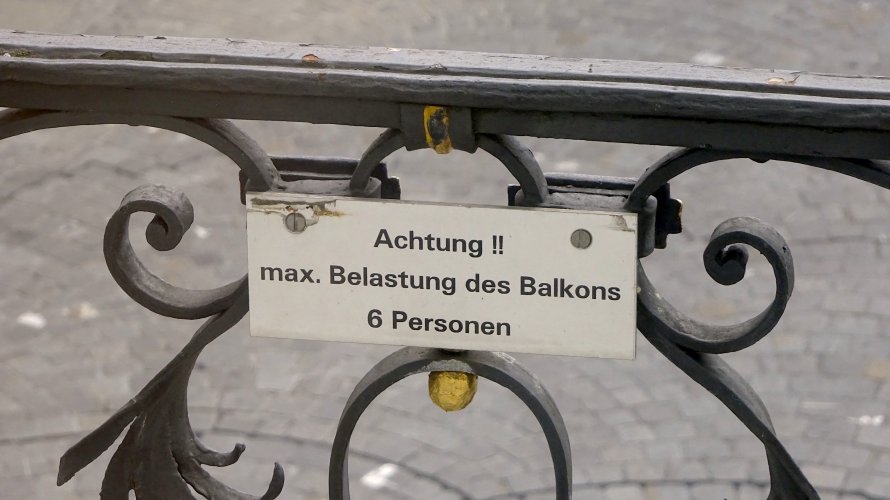 Achtung !!
max. Belastung des Balkons
6 Personen